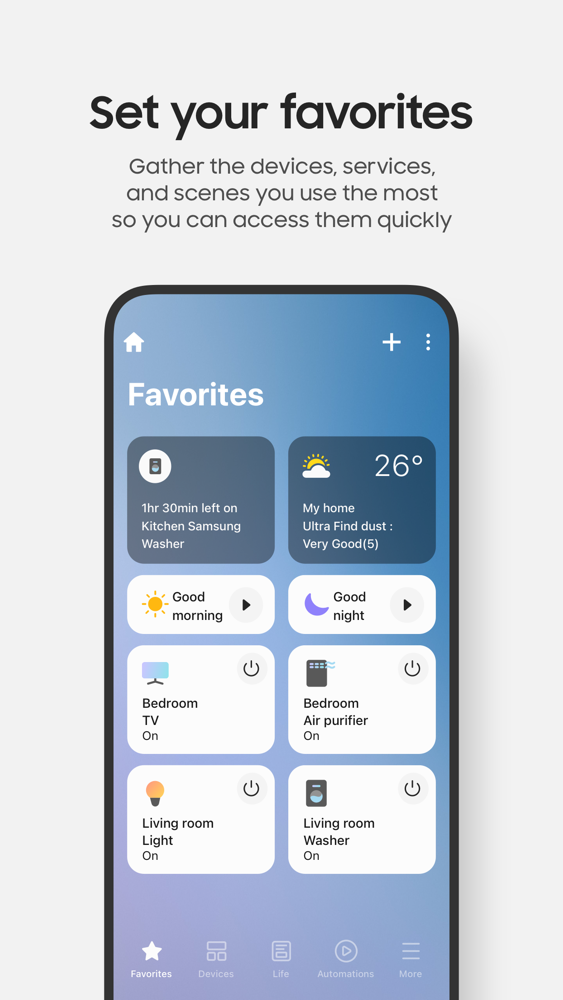 Set your favorites
Gather the devices, services,
and scenes you use the most
so you can access them quickly
Favorites
1hr 30min left on
Kitchen Samsung
Washer
26°
My home
Ultra Find dust :
Very Good(5)
Good
morning
Good
night
Bedroom
TV
On
Bedroom
Air purifier
On
Living room
Light
On
Living room
Washer
On
Favorites
Devices
Life
Automations
More